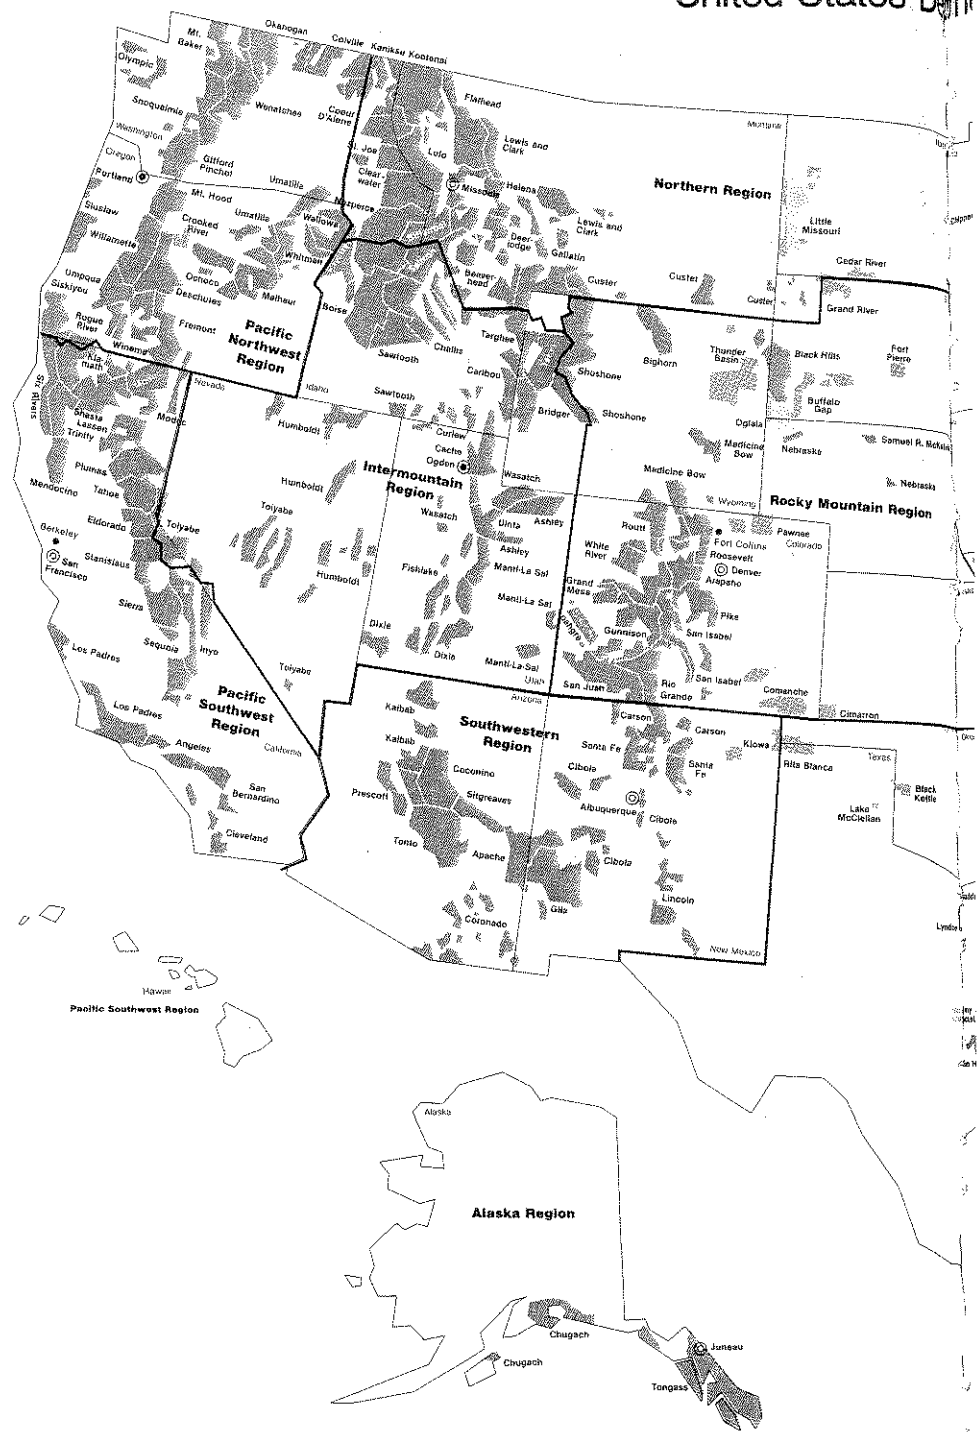 United States
Mt.
Baker
Okanogan
Colville
Kaniksu
Kootenai
Olympic
Snoqualmie
Wenatchee
Coeur
D'Alene
Flathead
Washington
Oregon
Portland
Gifford
Pinchot
Umatilla
St. Joe
Clear-
water
Nezperce
Lolo
Missoula
Lewis and
Clark
Helena
Montana
Northern Region
Little
Missouri
Lewis and
Clark
Mt. Hood
Siuslaw
Willamette
Crooked
River
Umatilla
Wallowa
Whitman
Deer-
lodge
Gallatin
Cedar River
Umpqua
Siskiyou
Ochoco
Deschutes
Malheur
Boise
Beaver-
head
Custer
Custer
Custer
Grand River
Rogue
River
Winema
Fremont
Pacific
Northwest
Region
Sawtooth
Challis
Targhee
Caribou
Shoshone
Bighorn
Thunder
Basin
Black Hills
Fort
Pierre
Buffalo
Gap
Six Rivers
Kla-
math
Nevada
Idaho
Sawtooth
Bridger
Shoshone
Shasta
Lassen
Trinity
Modoc
Humboldt
Curlew
Cache
Ogden
Oglala
Medicine
Bow
Nebraska
Samuel R. McKelv
Plumas
Mendocino
Tahoe
Intermountain
Region
Wasatch
Medicine Bow
Nebraska
Humboldt
Wyoming
Rocky Mountain Region
Eldorado
Toiyabe
Toiyabe
Wasatch
Uinta
Ashley
Routt
Pawnee
Colorado
Fort Collins
Berkeley
San
Francisco
Stanislaus
Humboldt
Fishlake
Ashley
Manti-La Sal
White
River
Roosevelt
Denver
Arapaho
Grand
Mesa
Sierra
Manti-La Sal
Pike
Gunnison
San Isabel
Los Padres
Sequoia
Inyo
Dixie
Dixie
Manti-La-Sal
Utah
Arizona
San Juan
Rio
Grande
San Isabel
Comanche
Cimarron
Toiyabe
Pacific
Southwest
Region
California
Los Padres
Angeles
San
Bernardino
Cleveland
Kaibab
Kaibab
Southwestern
Region
Carson
Santa Fe
Carson
Kiowa
Rita Blanca
Texas
Coconino
Cibola
Santa
Fe
Prescott
Sitgreaves
Albuquerque
Cibola
Lake
McClellan
Black
Kettle
Tonto
Apache
Cibola
Gila
Lincoln
Coronado
New Mexico
Hawaii
Pacific Southwest Region
Alaska
Alaska Region
Chugach
Chugach
Juneau
Tongass